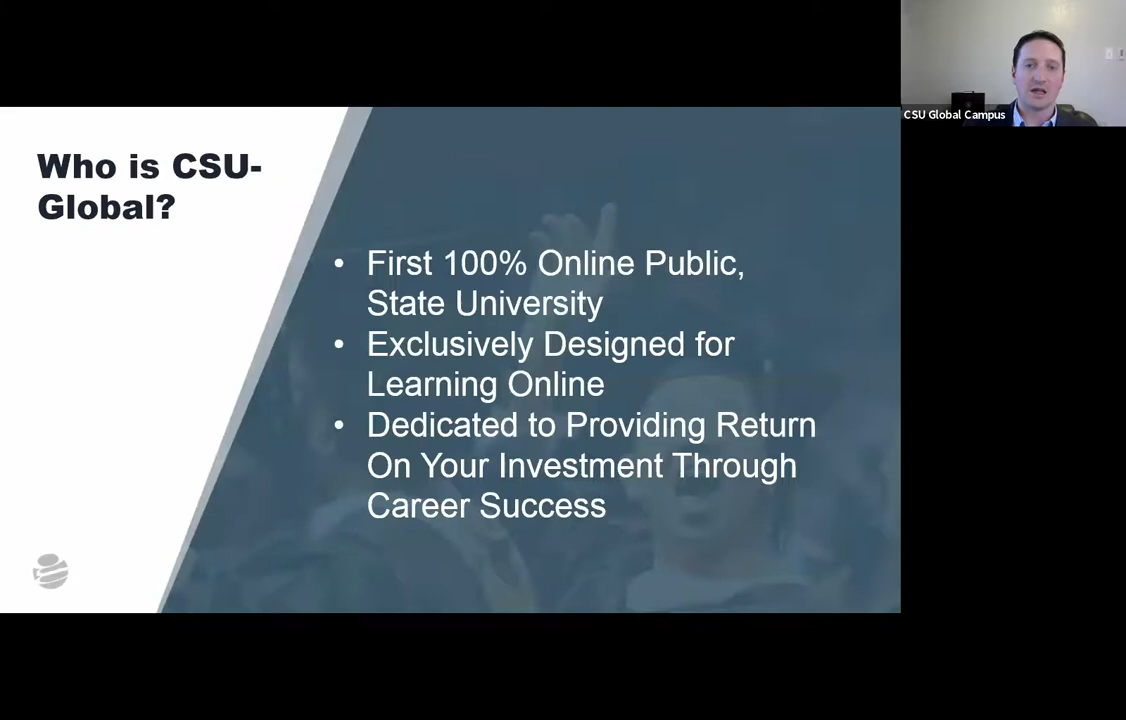 CSU Global Campus
Who is CSU-
Global?
• First 100% Online Public,
State University
• Exclusively Designed for
Learning Online
• Dedicated to Providing Return
On Your Investment Through
Career Success